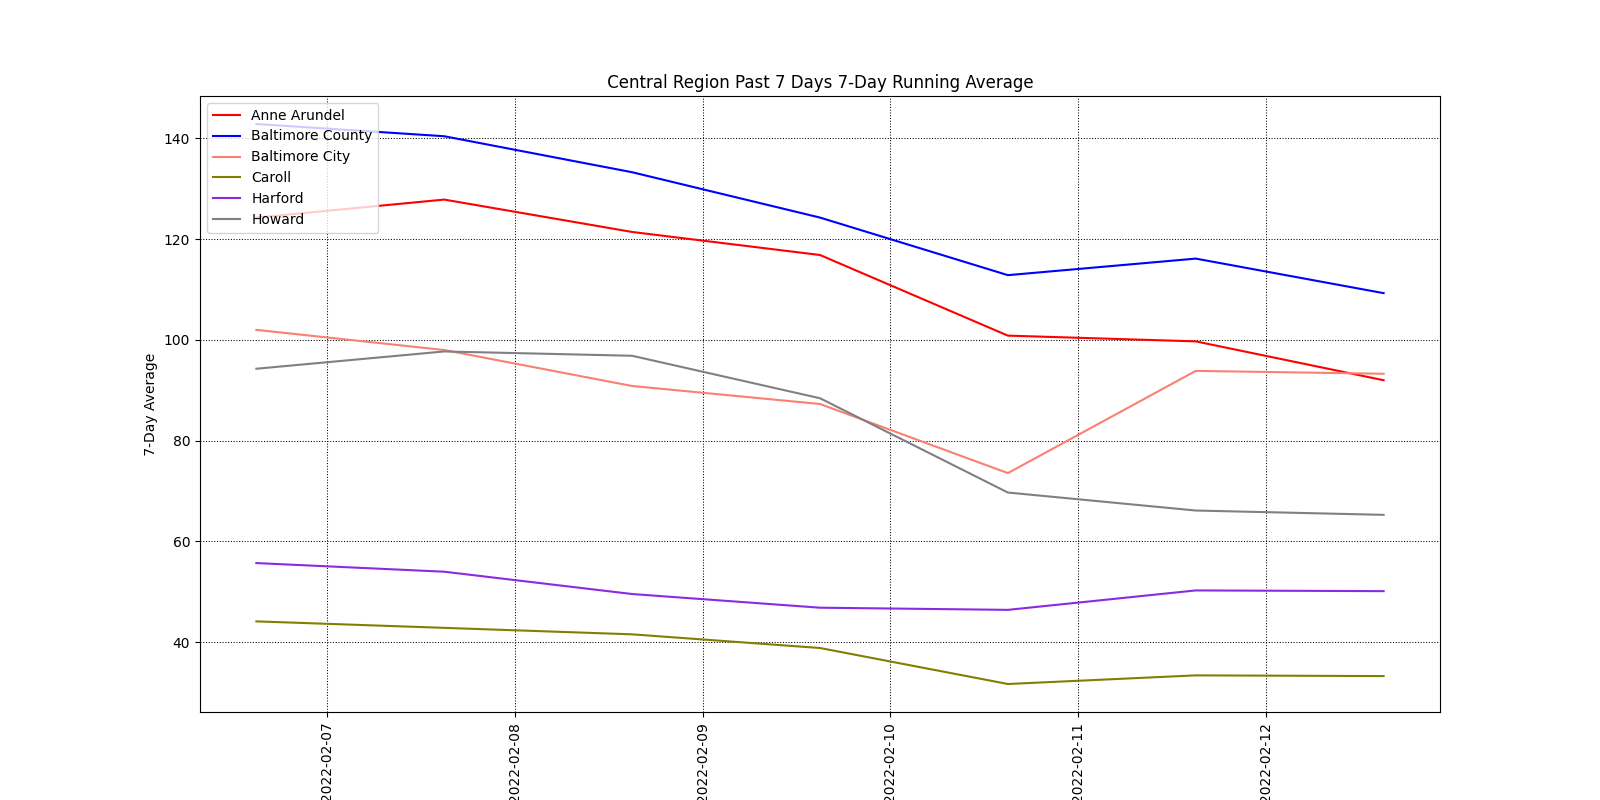 Central Region Past 7 Days 7-Day Running Average
Anne Arundel
Baltimore County
Baltimore City
Caroll
Harford
Howard
140
120
100
80
60
40
7-Day Average
2022-02-07
2022-02-08
2022-02-09
2022-02-10
2022-02-11
2022-02-12